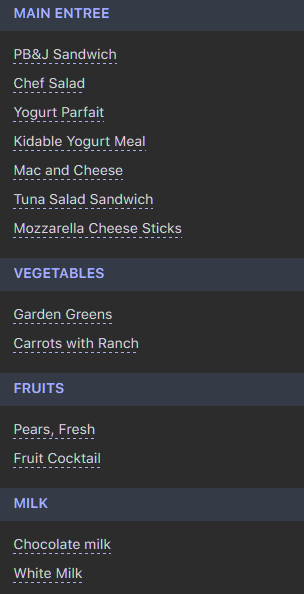 MAIN ENTREE
PB&J Sandwich
Chef Salad
Yogurt Parfait
Kidable Yogurt Meal
Mac and Cheese
Tuna Salad Sandwich
Mozzarella Cheese Sticks
VEGETABLES
Garden Greens
Carrots with Ranch
FRUITS
Pears, Fresh
Fruit Cocktail
MILK
Chocolate milk
White Milk